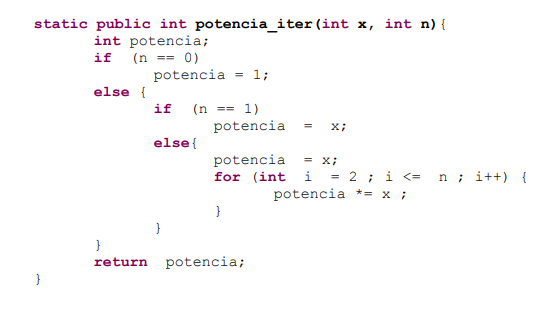 static public int potencia_iter(int x, int n){
int potencia;
if (n == 0)
potencia = 1;
else {
if (n == 1)
potencia = x;
else{
potencia = x;
for (int i = 2 ; i <= n ; i++) {
potencia *= x ;
}
}
}
return potencia;
}